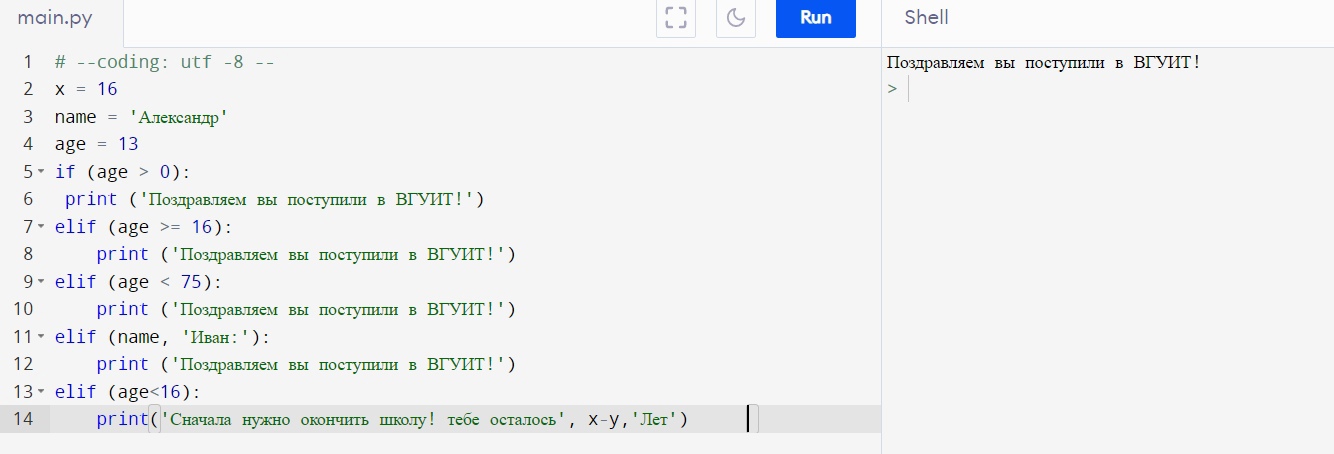 main.py Run Shell
1 # --coding: utf -8 --
2 x = 16
3 name = 'Александр'
4 age = 13
5 if (age > 0):
6  print ('Поздравляем вы поступили в ВГУИТ!')
7 elif (age >= 16):
8     print ('Поздравляем вы поступили в ВГУИТ!')
9 elif (age < 75):
10     print ('Поздравляем вы поступили в ВГУИТ!')
11 elif (name, 'Иван:'):
12     print ('Поздравляем вы поступили в ВГУИТ!')
13 elif (age<16):
14     print('Сначала нужно окончить школу! тебе осталось', x-y,'Лет')
Поздравляем вы поступили в ВГУИТ!
>